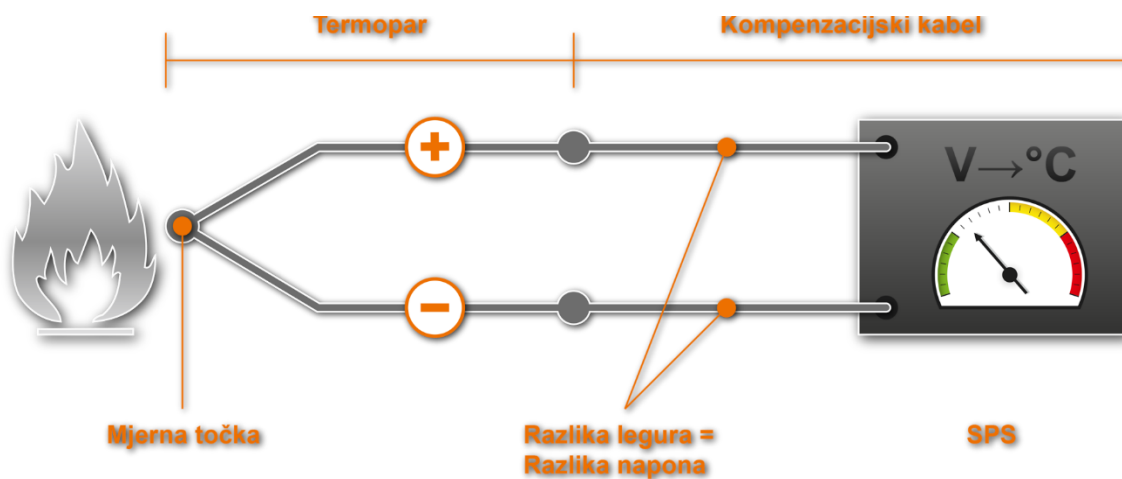 Termopar
Kompenzacijski kabel
+
V→°C
−
Mjerna točka
Razlika legura =
Razlika napona
SPS